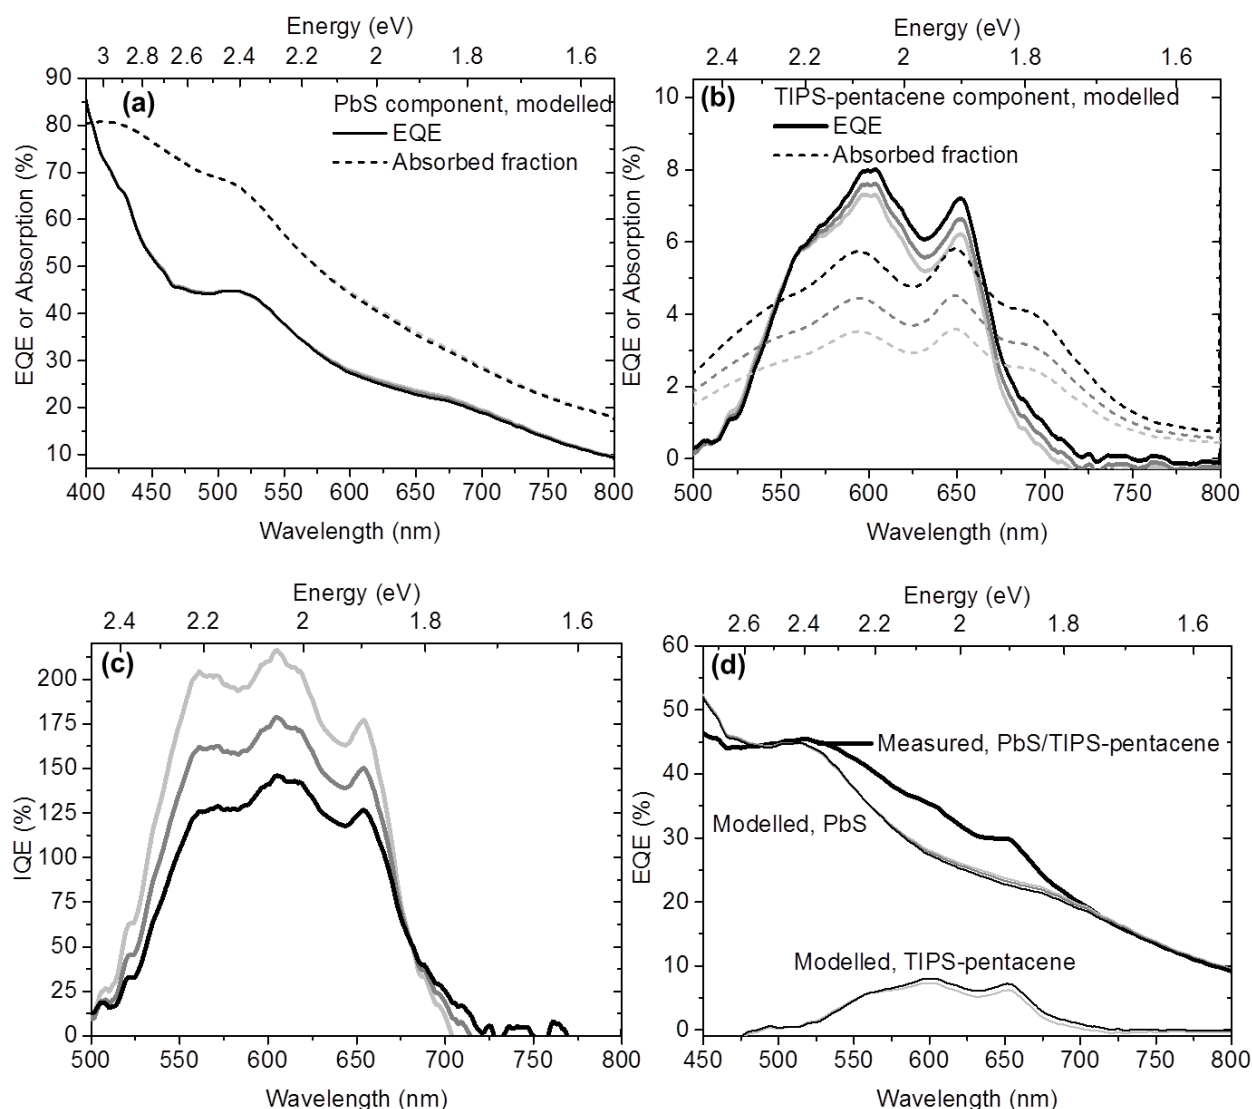 Energy (eV)
3 2.8 2.6 2.4 2.2 2 1.8 1.6
(a)
PbS component, modelled
EQE
Absorbed fraction
EQE or Absorption (%)
90
80
70
60
50
40
30
20
10
400 450 500 550 600 650 700 750 800
Wavelength (nm)
Energy (eV)
2.4 2.2 2 1.8 1.6
(b)
TIPS-pentacene component, modelled
EQE
Absorbed fraction
EQE or Absorption (%)
10
8
6
4
2
0
500 550 600 650 700 750 800
Wavelength (nm)
Energy (eV)
2.4 2.2 2 1.8 1.6
(c)
IQE (%)
200
175
150
125
100
75
50
25
0
500 550 600 650 700 750 800
Wavelength (nm)
Energy (eV)
2.6 2.4 2.2 2 1.8 1.6
(d)
Measured, PbS/TIPS-pentacene
Modelled, PbS
Modelled, TIPS-pentacene
EQE (%)
60
50
40
30
20
10
0
450 500 550 600 650 700 750 800
Wavelength (nm)